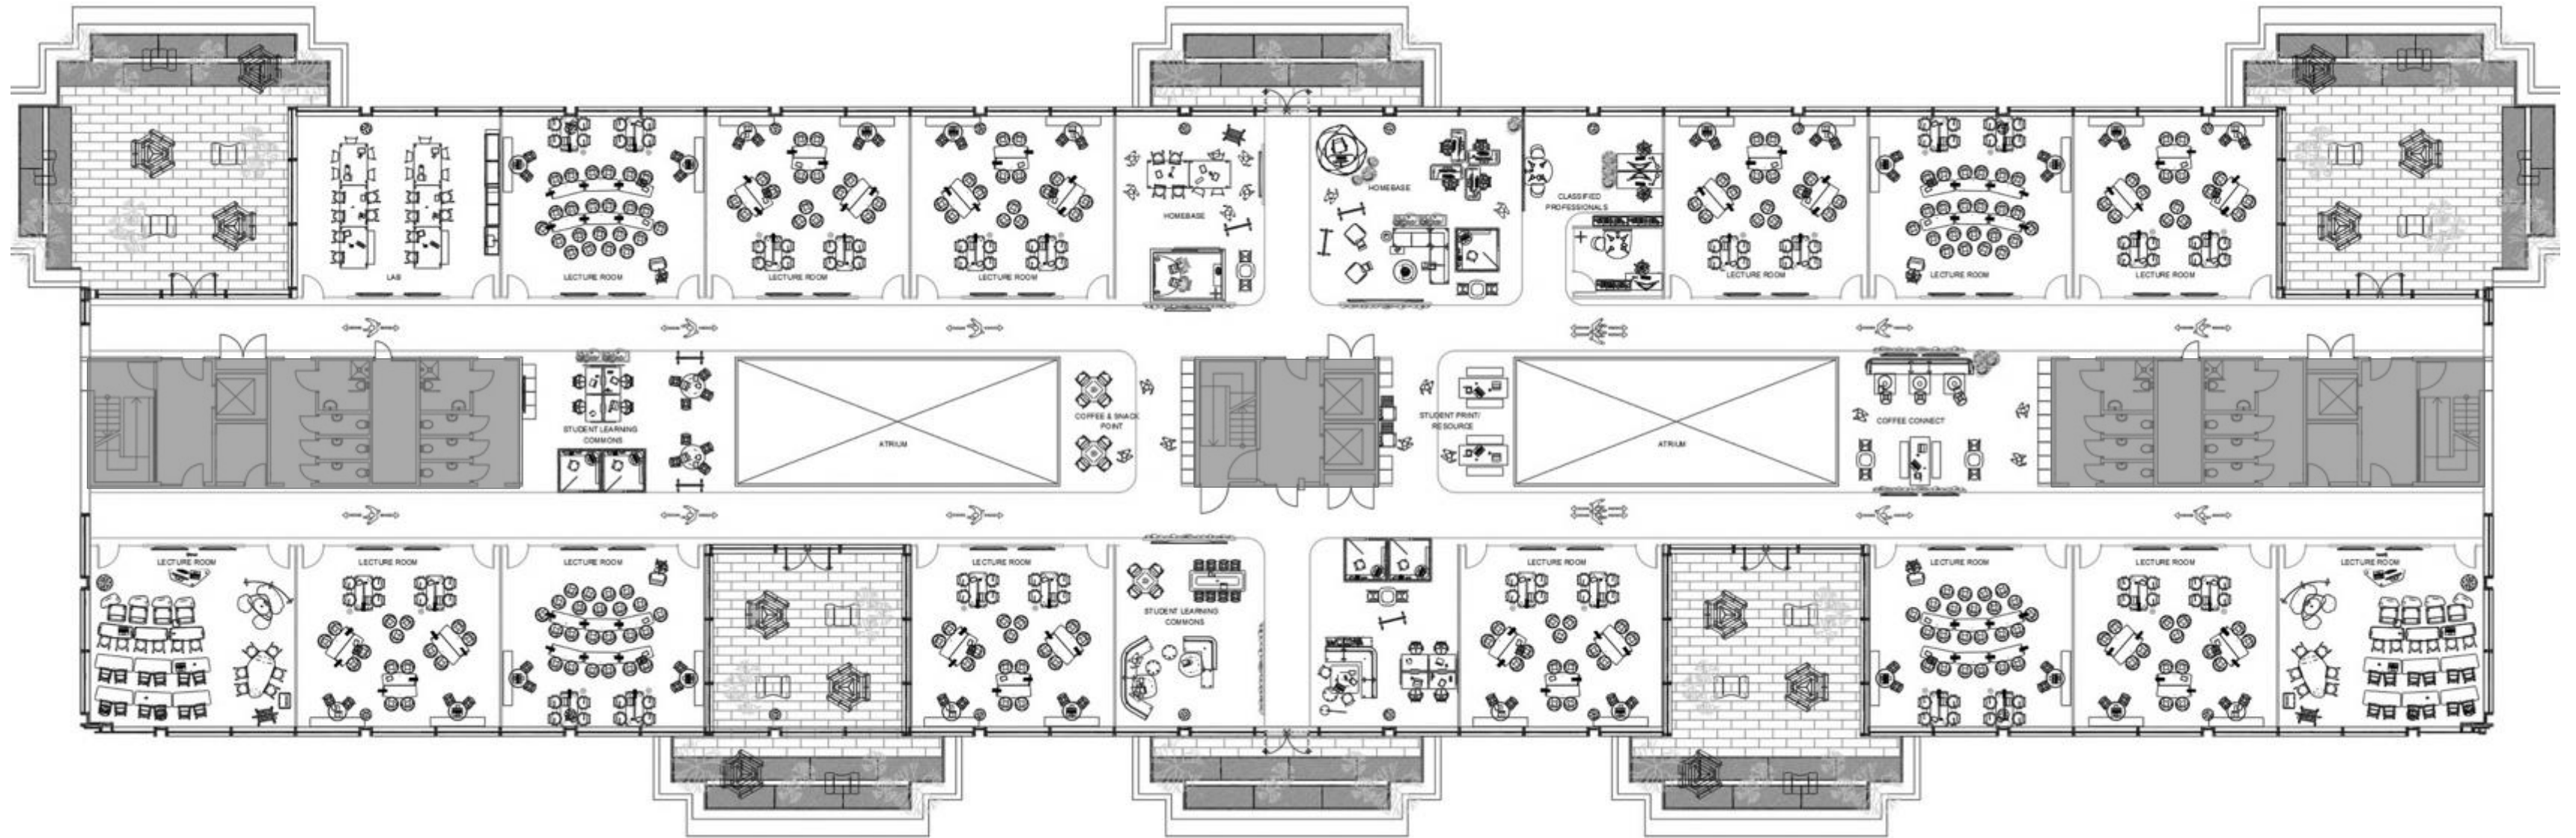 HOMEBASE
CLASSIFIED
PROFESSIONALS
HOMEBASE
LAB
LECTURE ROOM
LECTURE ROOM
LECTURE ROOM
LECTURE ROOM
LECTURE ROOM
LECTURE ROOM
STUDENT LEARNING
COMMONS
ATRIUM
COFFEE & SNACK
POINT
STUDENT PRINT/
RESOURCE
ATRIUM
COFFEE CONNECT
LECTURE ROOM
LECTURE ROOM
LECTURE ROOM
LECTURE ROOM
LECTURE ROOM
LECTURE ROOM
LECTURE ROOM
LECTURE ROOM
STUDENT LEARNING
COMMONS